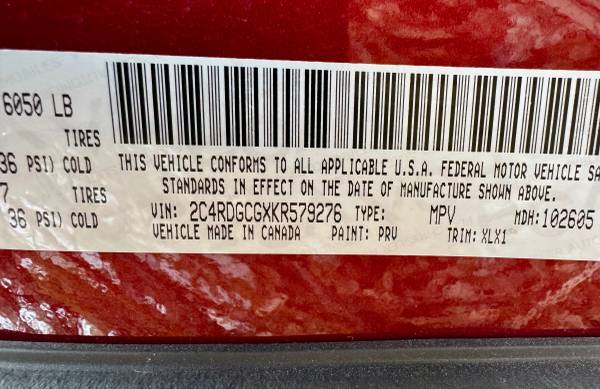 6050 LB
TIRES
36 PSI) COLD
THIS VEHICLE CONFORMS TO ALL APPLICABLE U.S.A. FEDERAL MOTOR VEHICLE SA
7 TIRES
STANDARDS IN EFFECT ON THE DATE OF MANUFACTURE SHOWN ABOVE.
36 PSI) COLD
VIN: 2C4RDGCGXKR579276 TYPE: MPV MDH: 102605
VEHICLE MADE IN CANADA PAINT: PRV TRIM: XLX1